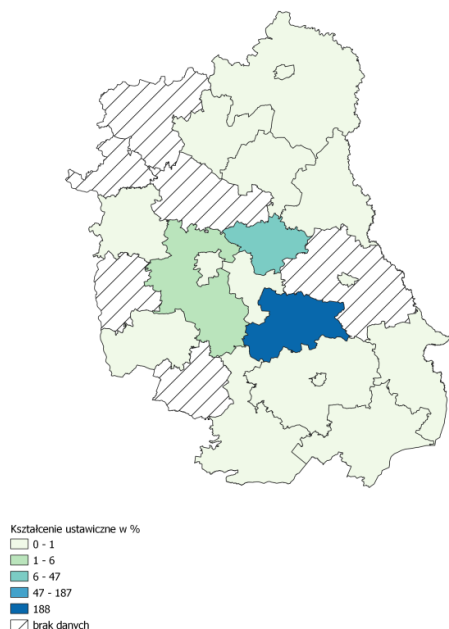 Kształcenie ustawiczne w %
0 - 1
1 - 6
6 - 47
47 - 187
188
brak danych